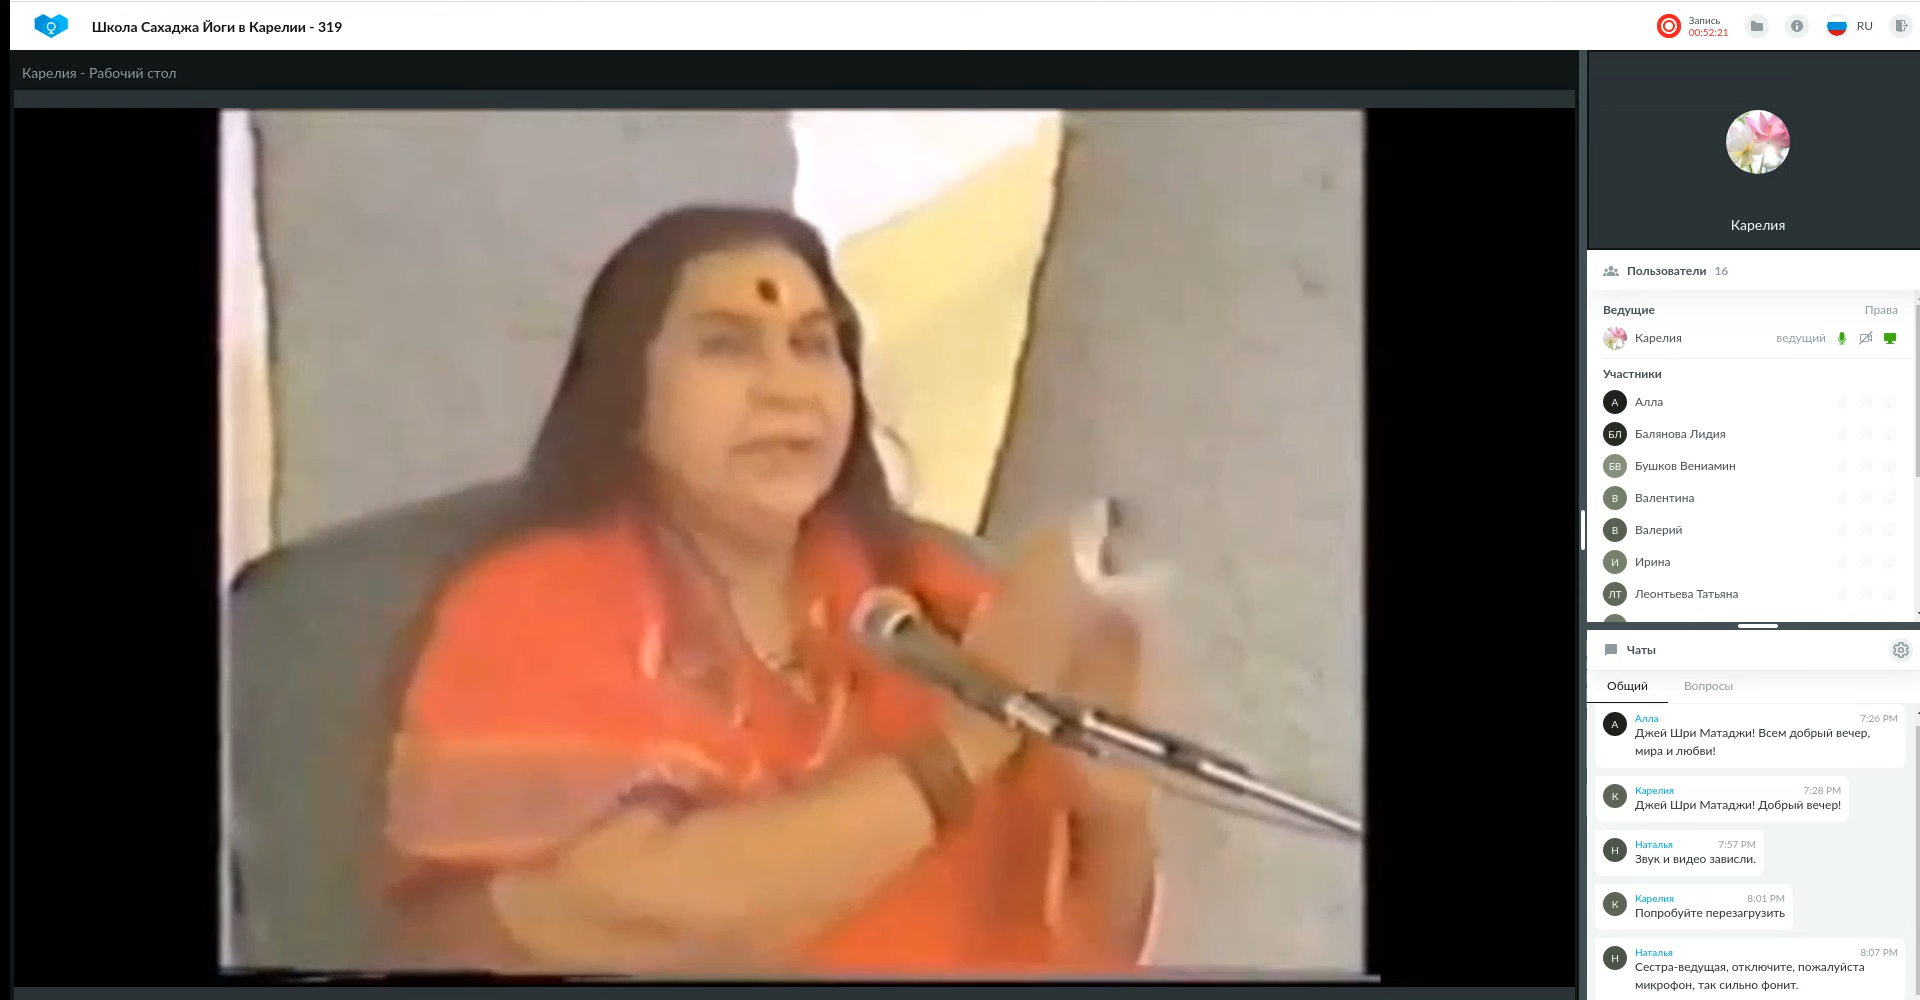 Школа Сахаджа Йоги в Карелии - 319
Запись
00:52:21
RU
Карелия - Рабочий стол
Карелия
Пользователи 16
Ведущие Права
Карелия ведущий
Участники
А Алла
БЛ Балянова Лидия
БВ Бушков Вениамин
В Валентина
В Валерий
И Ирина
ЛТ Леонтьева Татьяна
Чаты
Общий Вопросы
А Алла 7:26 PM
Джей Шри Матаджи! Всем добрый вечер,
мира и любви!
К Карелия 7:28 PM
Джей Шри Матаджи! Добрый вечер!
Н Наталья 7:57 PM
Звук и видео зависли.
К Карелия 8:01 PM
Попробуйте перезагрузить
Н Наталья 8:07 PM
Сестра-ведущая, отключите, пожалуйста
микрофон, так сильно фонит.